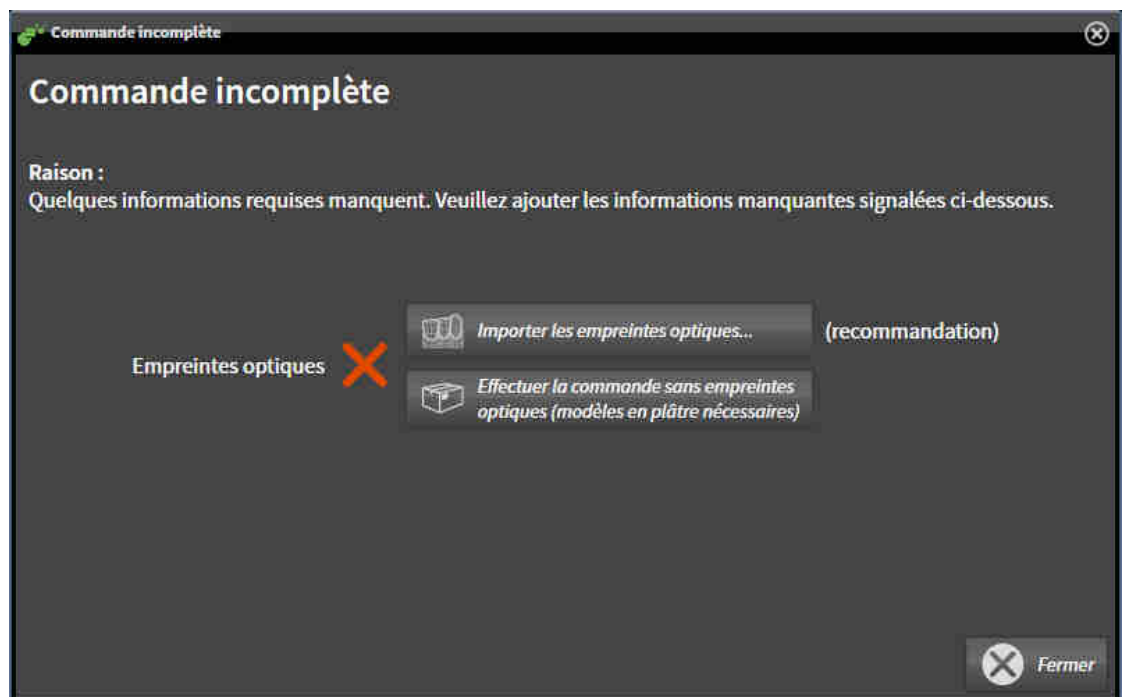 Commande incomplète
Commande incomplète
Raison :
Quelques informations requises manquent. Veuillez ajouter les informations manquantes signalées ci-dessous.
Importer les empreintes optiques...
(recommandation)
Empreintes optiques
Effectuer la commande sans empreintes
optiques (modèles en plâtre nécessaires)
Fermer